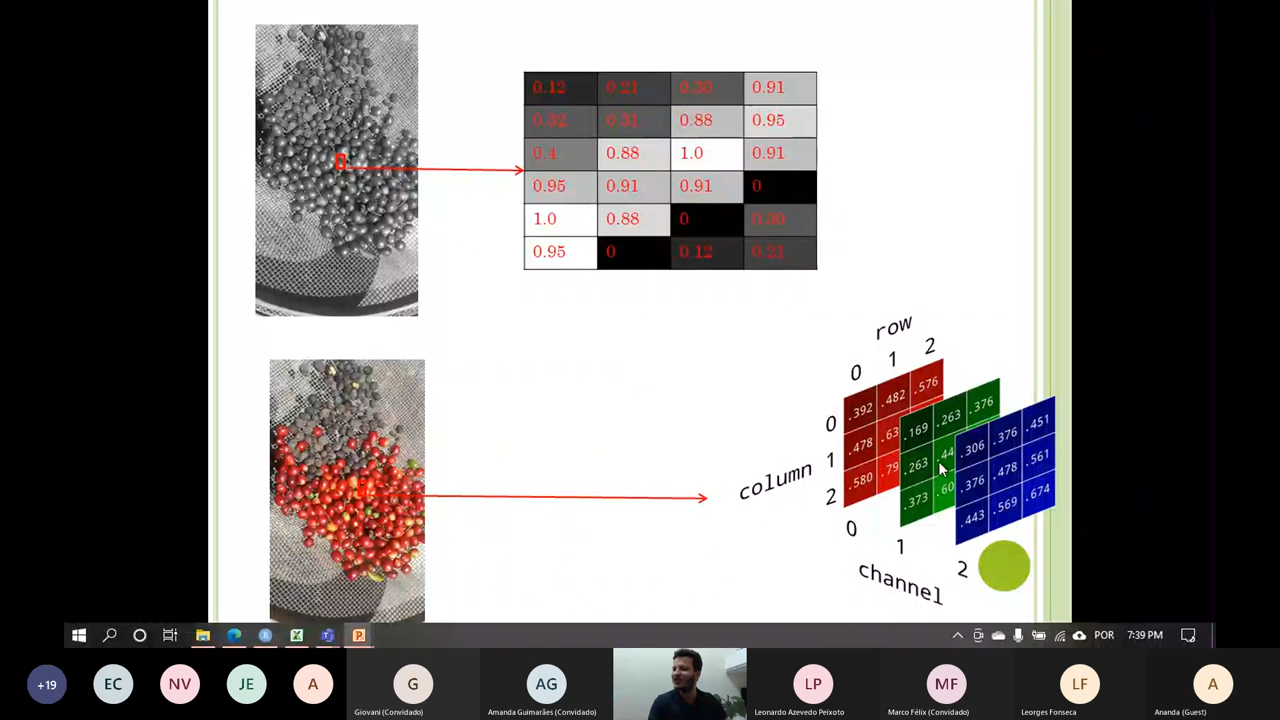 0.12 0.21 0.30 0.91
0.32 0.31 0.88 0.95
0.4 0.88 1.0 0.91
0.95 0.91 0.91 0
1.0 0.88 0 0.30
0.95 0 0.12 0.21
row
0 1 2
0 .392 .482 .576
1 .478 .63
2 .580 .79
column
.169 .263 .376
.263 .44
.373 .60
.306 .376 .451
.376 .478 .561
.443 .569 .674
0 1 2
channel
POR 7:39 PM
+19 EC NV JE A G AG LP MF LF A
Giovani (Convidado) Amanda Guimarães (Convidado) Leonardo Azevedo Peixoto Marco Félix (Convidado) Leorges Fonseca Ananda (Guest)